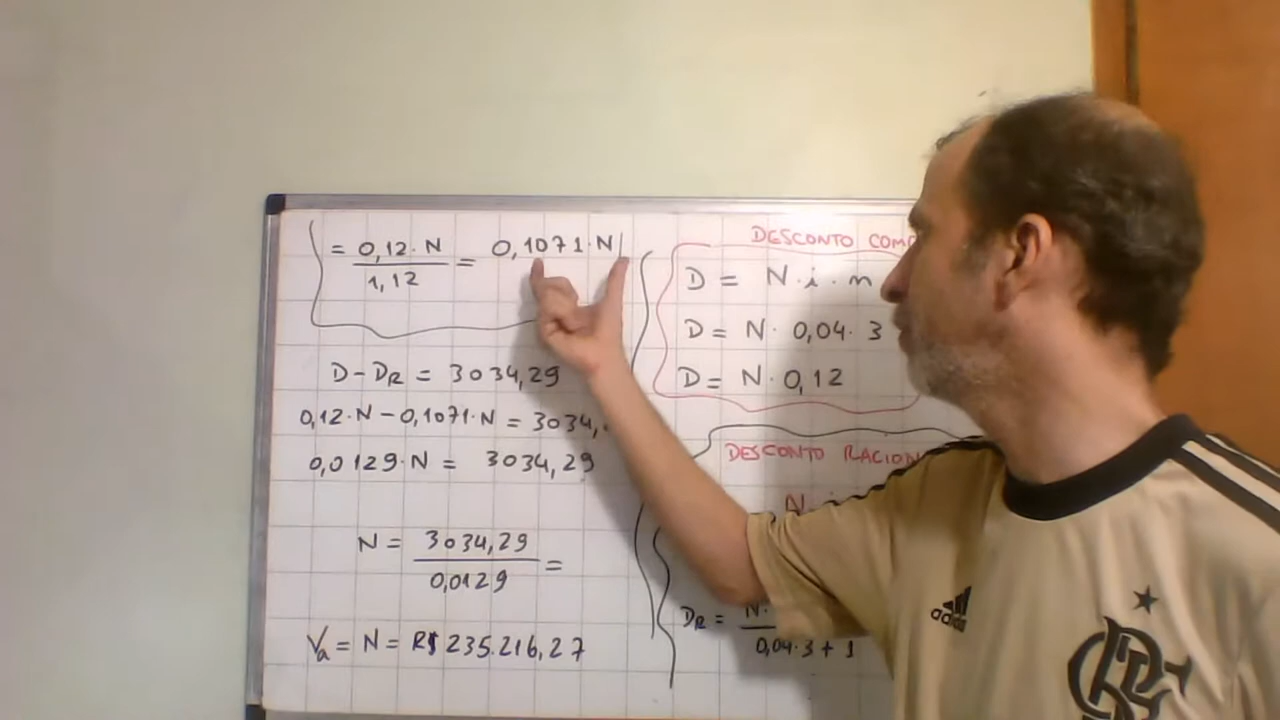 = 0,12·N / 1,12 = 0,1071·N
D - DR = 3034,29
0,12·N - 0,1071·N = 3034,
0,0129·N = 3034,29
N = 3034,29 / 0,0129 =
Va = N = R$ 235.216,27
DESCONTO COM
D = N·i·n
D = N·0,04·3
D = N·0,12
DESCONTO RACION
N
DR = N· / 0,04·3+1
adidas